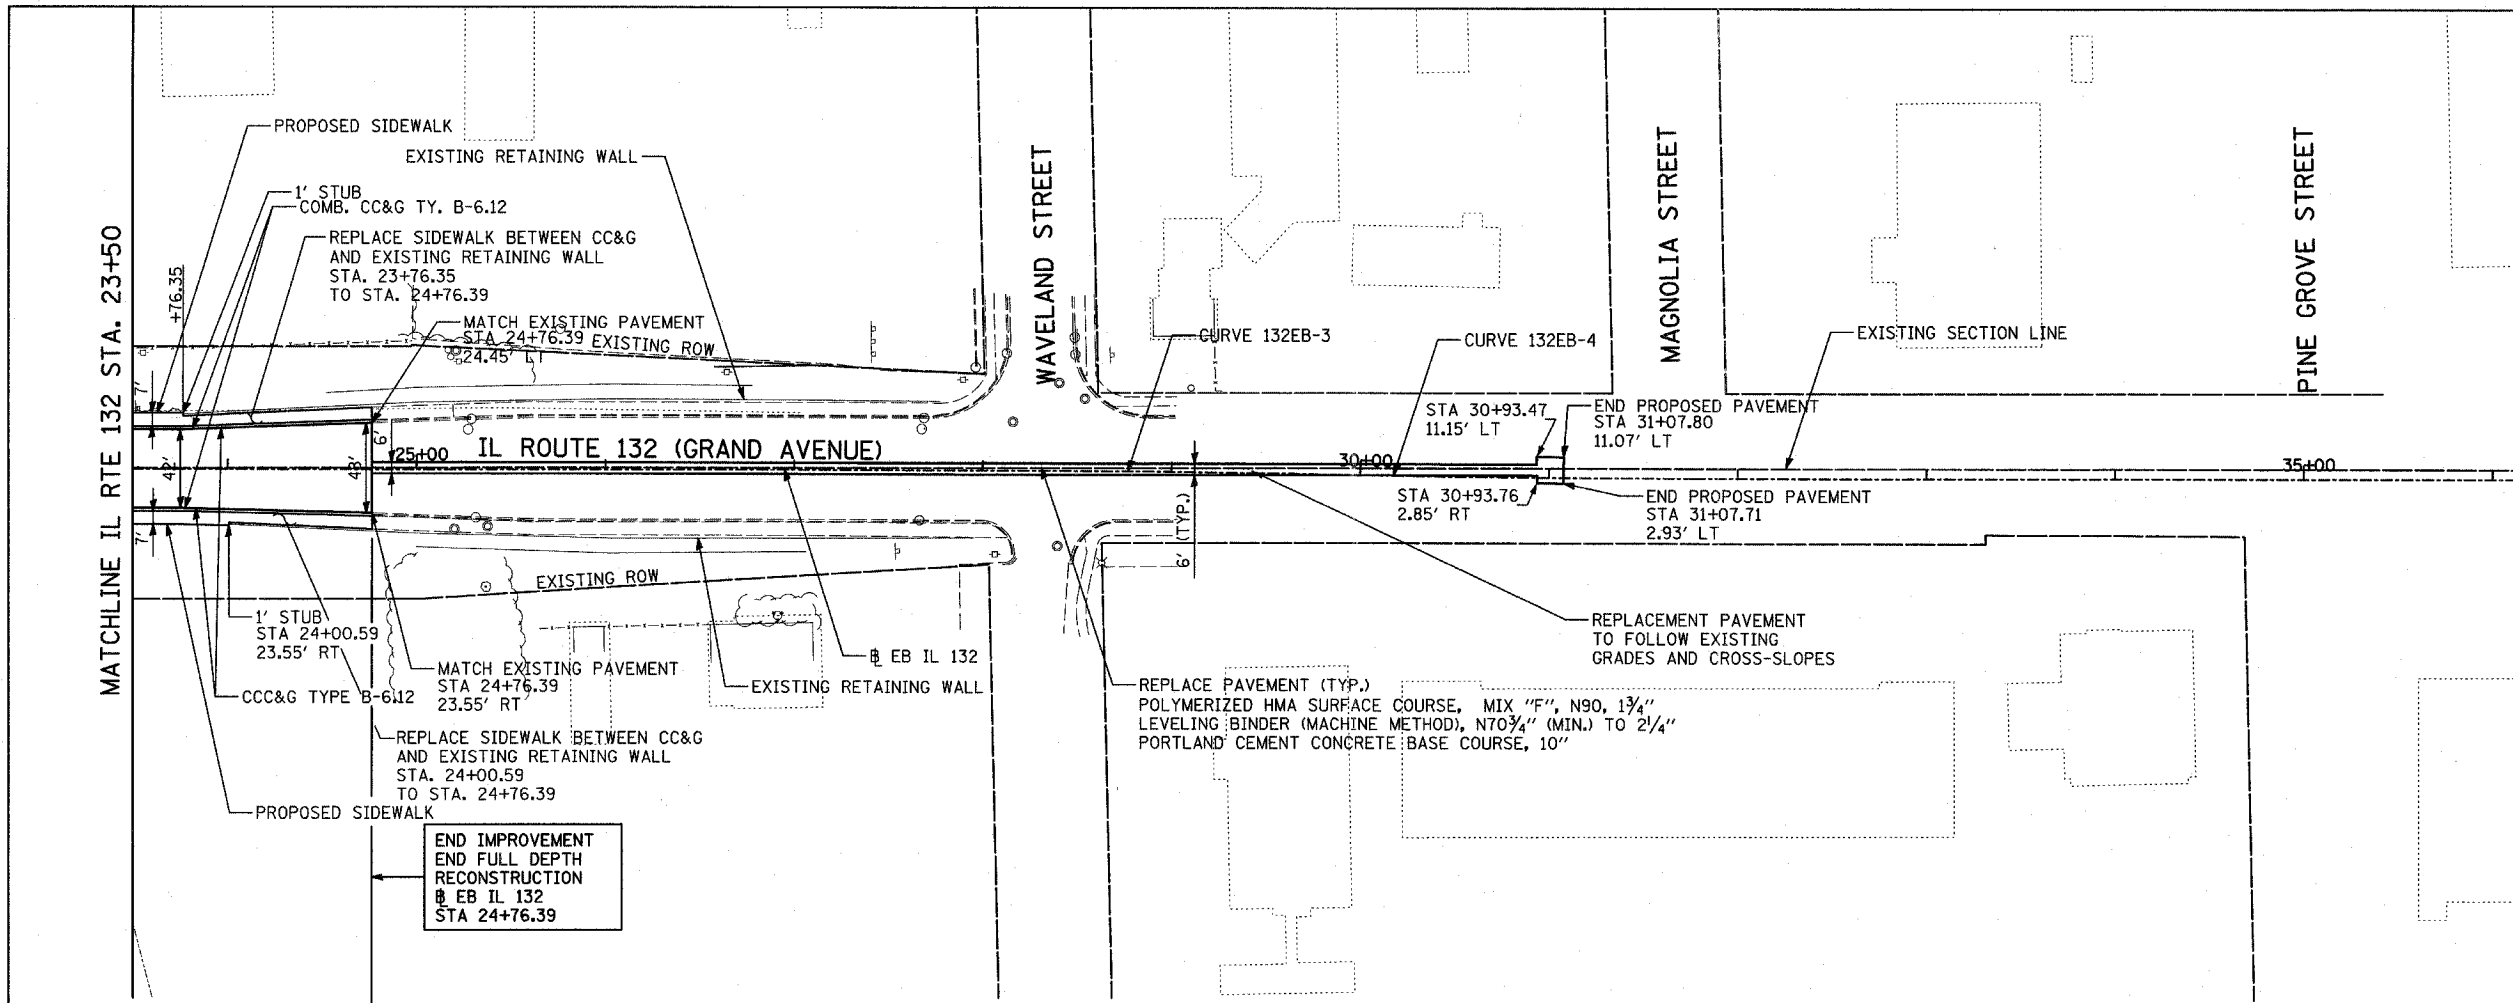 PROPOSED SIDEWALK
EXISTING RETAINING WALL
1' STUB
COMB. CC&G TY. B-6.12
REPLACE SIDEWALK BETWEEN CC&G
AND EXISTING RETAINING WALL
STA. 23+76.35
TO STA. 24+76.39
+76.35
MATCH EXISTING PAVEMENT
STA 24+76.39
24.45' LT
EXISTING ROW
MATCHLINE IL RTE 132 STA. 23+50
WAVELAND STREET
MAGNOLIA STREET
PINE GROVE STREET
CURVE 132EB-3
CURVE 132EB-4
EXISTING SECTION LINE
7'
42'
43'
6'
7'
25+00
IL ROUTE 132 (GRAND AVENUE)
30+00
35+00
STA 30+93.47
11.15' LT
END PROPOSED PAVEMENT
STA 31+07.80
11.07' LT
STA 30+93.76
2.85' RT
END PROPOSED PAVEMENT
STA 31+07.71
2.93' LT
6' (TYP.)
EXISTING ROW
1' STUB
STA 24+00.59
23.55' RT
CCC&G TYPE B-6.12
MATCH EXISTING PAVEMENT
STA 24+76.39
23.55' RT
℄ EB IL 132
EXISTING RETAINING WALL
REPLACEMENT PAVEMENT
TO FOLLOW EXISTING
GRADES AND CROSS-SLOPES
REPLACE PAVEMENT (TYP.)
POLYMERIZED HMA SURFACE COURSE, MIX "F", N90, 1¾"
LEVELING BINDER (MACHINE METHOD), N70¾" (MIN.) TO 2¼"
PORTLAND CEMENT CONCRETE BASE COURSE, 10"
REPLACE SIDEWALK BETWEEN CC&G
AND EXISTING RETAINING WALL
STA. 24+00.59
TO STA. 24+76.39
PROPOSED SIDEWALK
END IMPROVEMENT
END FULL DEPTH
RECONSTRUCTION
℄ EB IL 132
STA 24+76.39